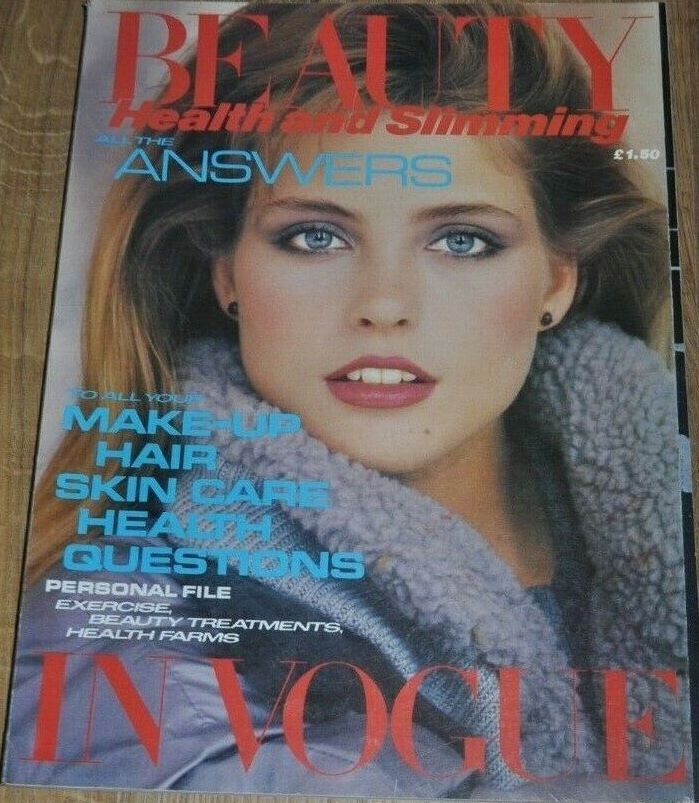 BEAUTY
Health and Slimming
ALL THE
£1.50
ANSWERS
TO ALL YOUR
MAKE-UP
HAIR
SKIN CARE
HEALTH
QUESTIONS
PERSONAL FILE
EXERCISE,
BEAUTY TREATMENTS,
HEALTH FARMS
IN VOGUE